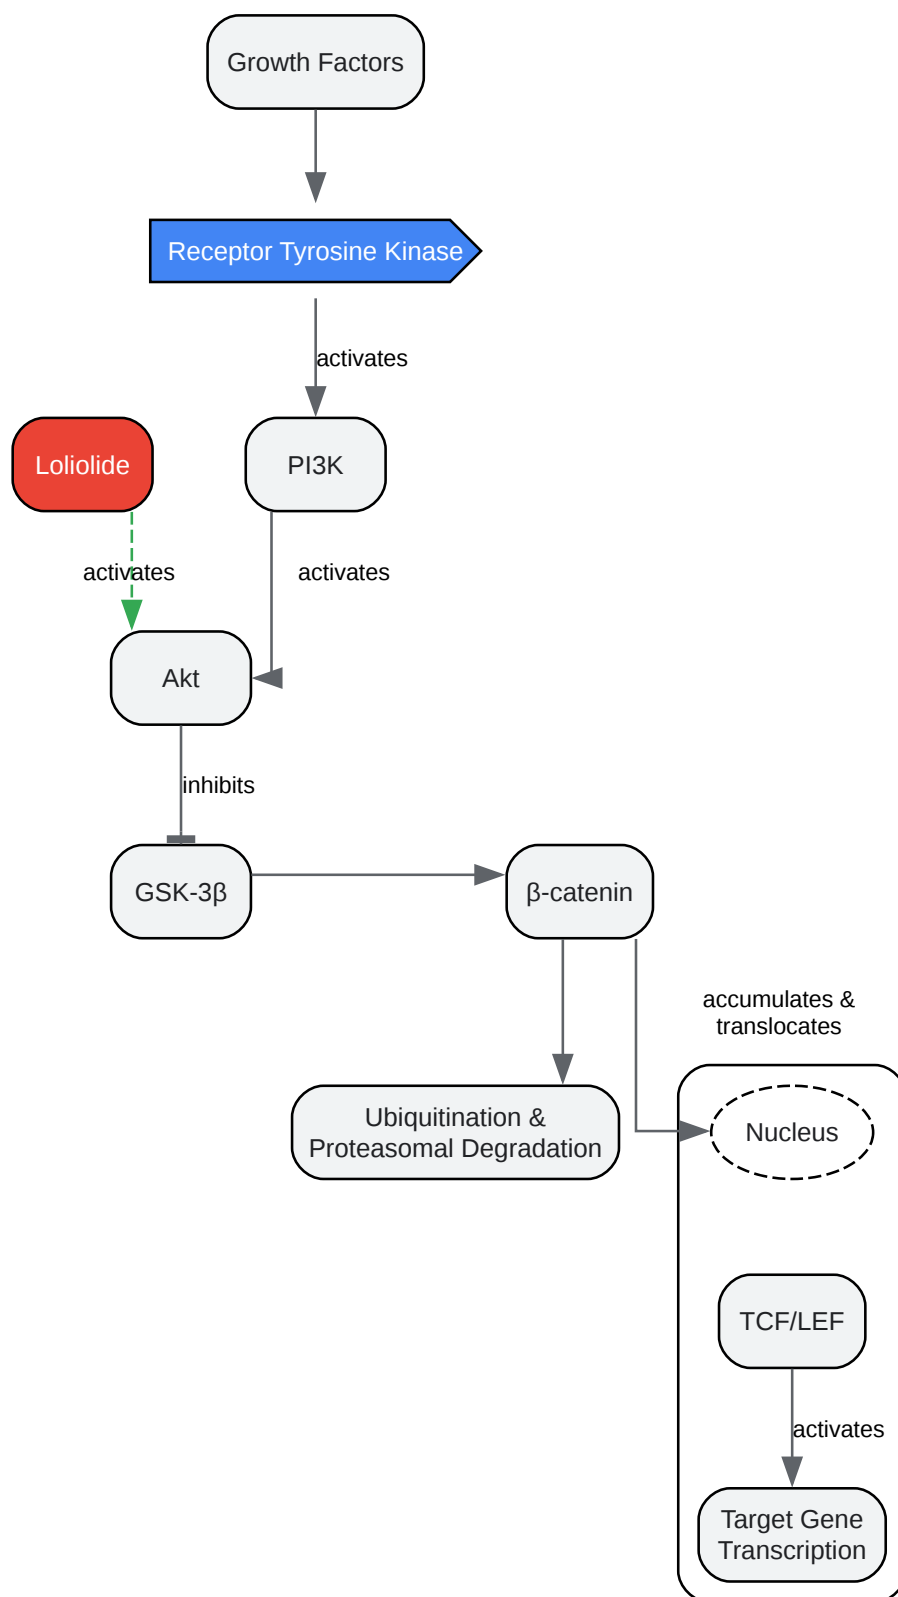 Growth Factors
Receptor Tyrosine Kinase
activates
Loliolide
PI3K
activates
activates
Akt
inhibits
GSK-3β
β-catenin
accumulates &
translocates
Ubiquitination &
Proteasomal Degradation
Nucleus
TCF/LEF
activates
Target Gene
Transcription